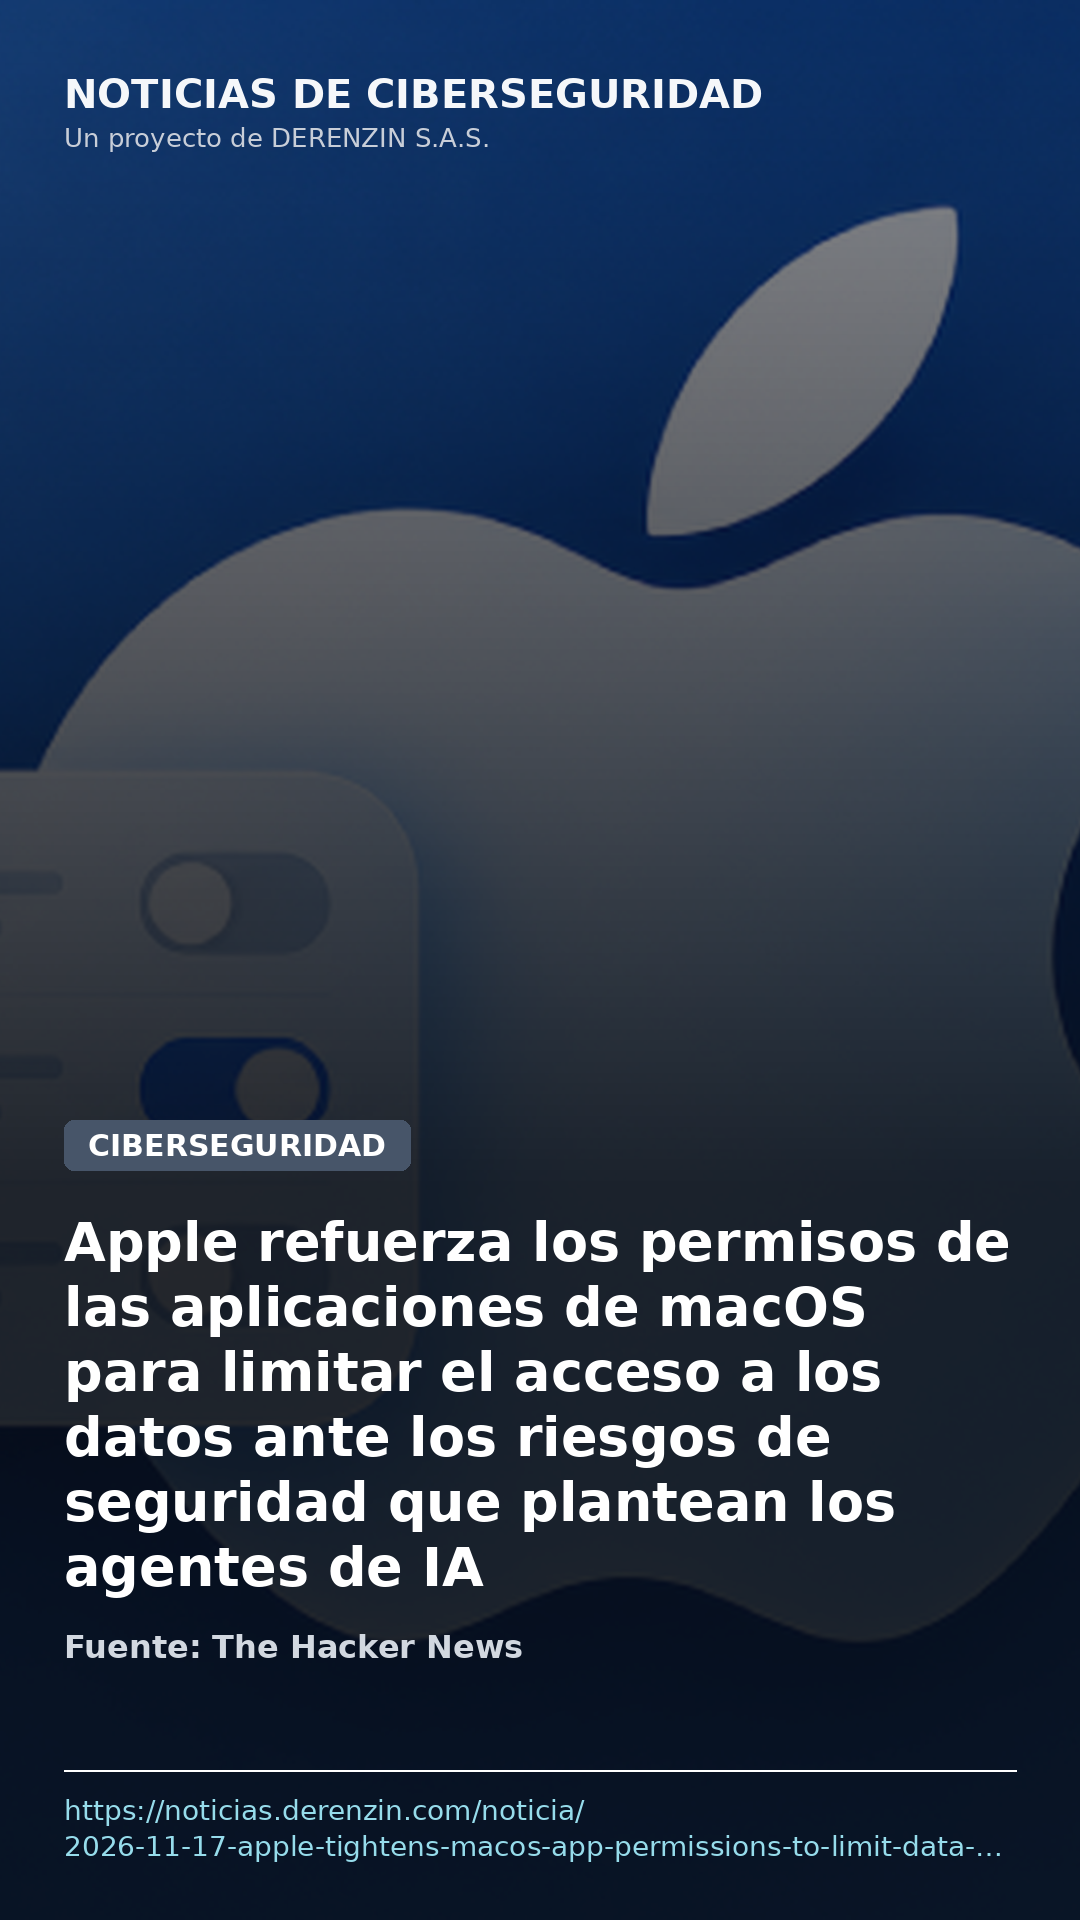 NOTICIAS DE CIBERSEGURIDAD
Un proyecto de DERENZIN S.A.S.
CIBERSEGURIDAD
Apple refuerza los permisos de
las aplicaciones de macOS
para limitar el acceso a los
datos ante los riesgos de
seguridad que plantean los
agentes de IA
Fuente: The Hacker News
https://noticias.derenzin.com/noticia/
2026-11-17-apple-tightens-macos-app-permissions-to-limit-data-…